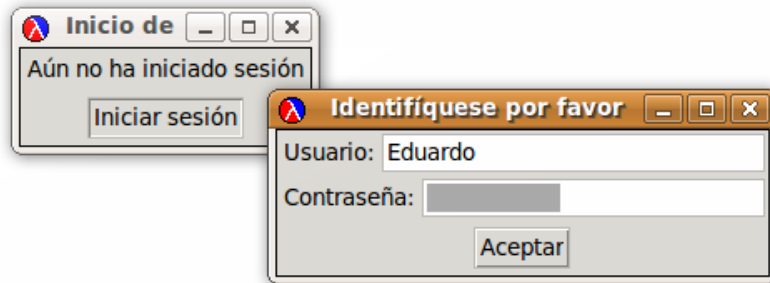 Inicio de
Aún no ha iniciado sesión
Iniciar sesión
Identifíquese por favor
Usuario: Eduardo
Contraseña:
Aceptar